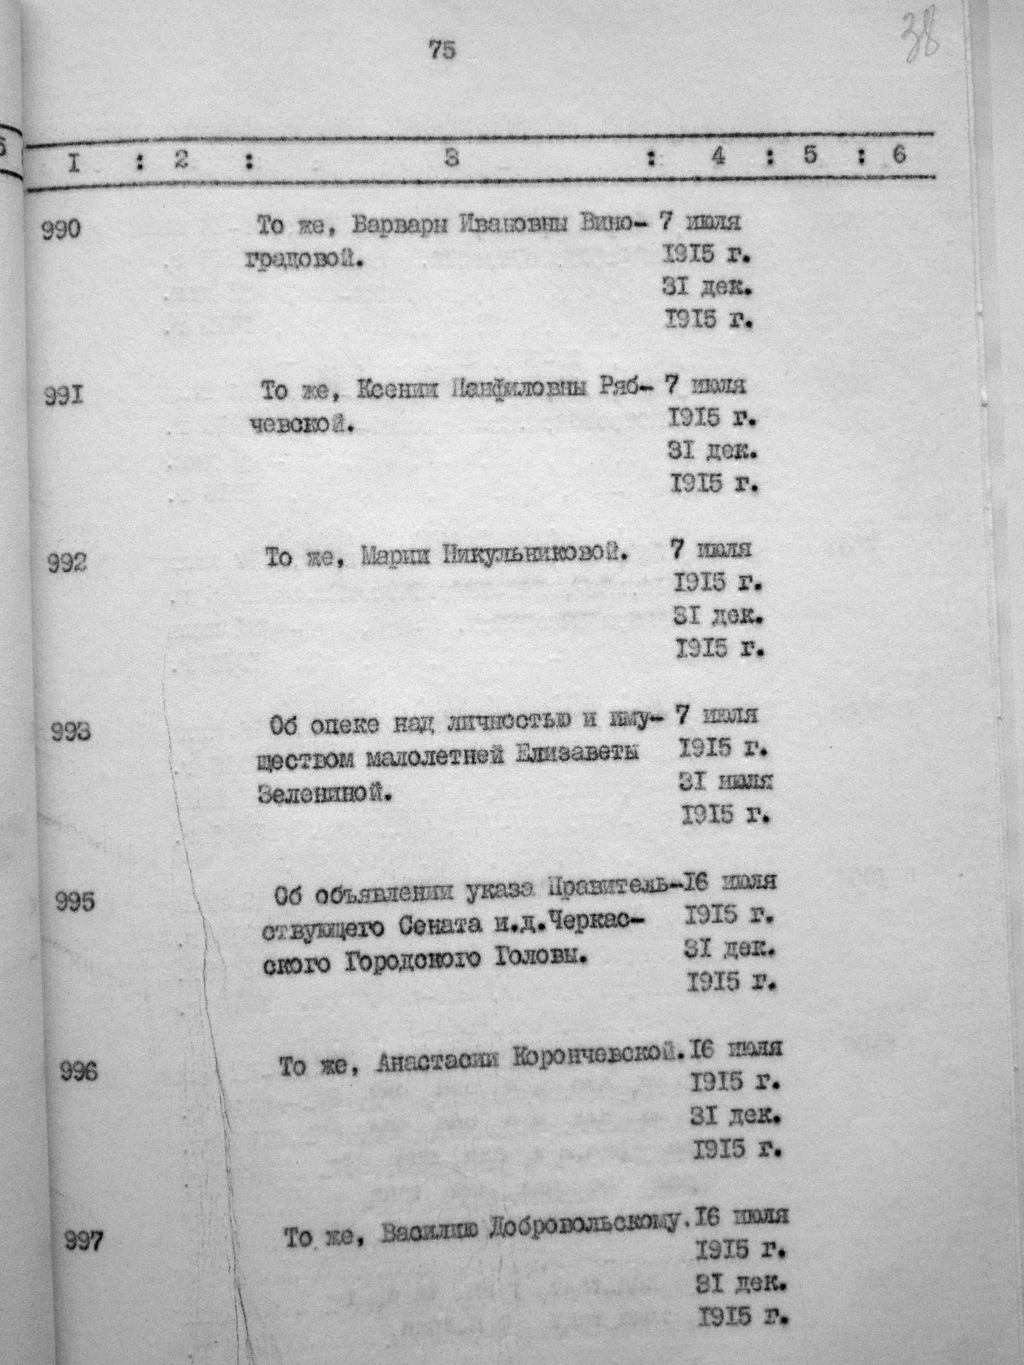 75
38
5
I : 2 : 3 : 4 : 5 : 6
990 То же, Варвары Ивановны Вино- 7 июля
градовой. 1915 г.
31 дек.
1915 г.
991 То же, Ксении Панфиловны Ряб- 7 июля
чевской. 1915 г.
31 дек.
1915 г.
992 То же, Марии Никульниковой. 7 июля
1915 г.
31 дек.
1915 г.
993 Об опеке над личностью и иму- 7 июля
ществом малолетней Елизаветы 1915 г.
Зелениной. 31 июля
1915 г.
995 Об объявлении указа Правитель- 16 июля
ствующего Сената и.д.Черкас- 1915 г.
ского Городского Головы. 31 дек.
1915 г.
996 То же, Анастасии Корончевской. 16 июля
1915 г.
31 дек.
1915 г.
997 То же, Василию Добровольскому. 16 июля
1915 г.
31 дек.
1915 г.